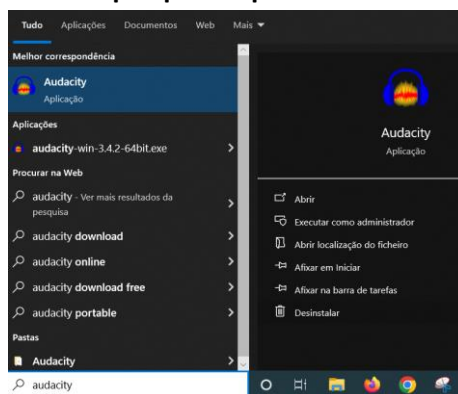 Tudo Aplicações Documentos Web Mais
Melhor correspondência
Audacity
Aplicação
Aplicações
audacity-win-3.4.2-64bit.exe
Procurar na Web
audacity - Ver mais resultados da
pesquisa
audacity download
audacity online
audacity download free
audacity portable
Pastas
Audacity
audacity
Audacity
Aplicação
Abrir
Executar como administrador
Abrir localização do ficheiro
Afixar em Iniciar
Afixar na barra de tarefas
Desinstalar